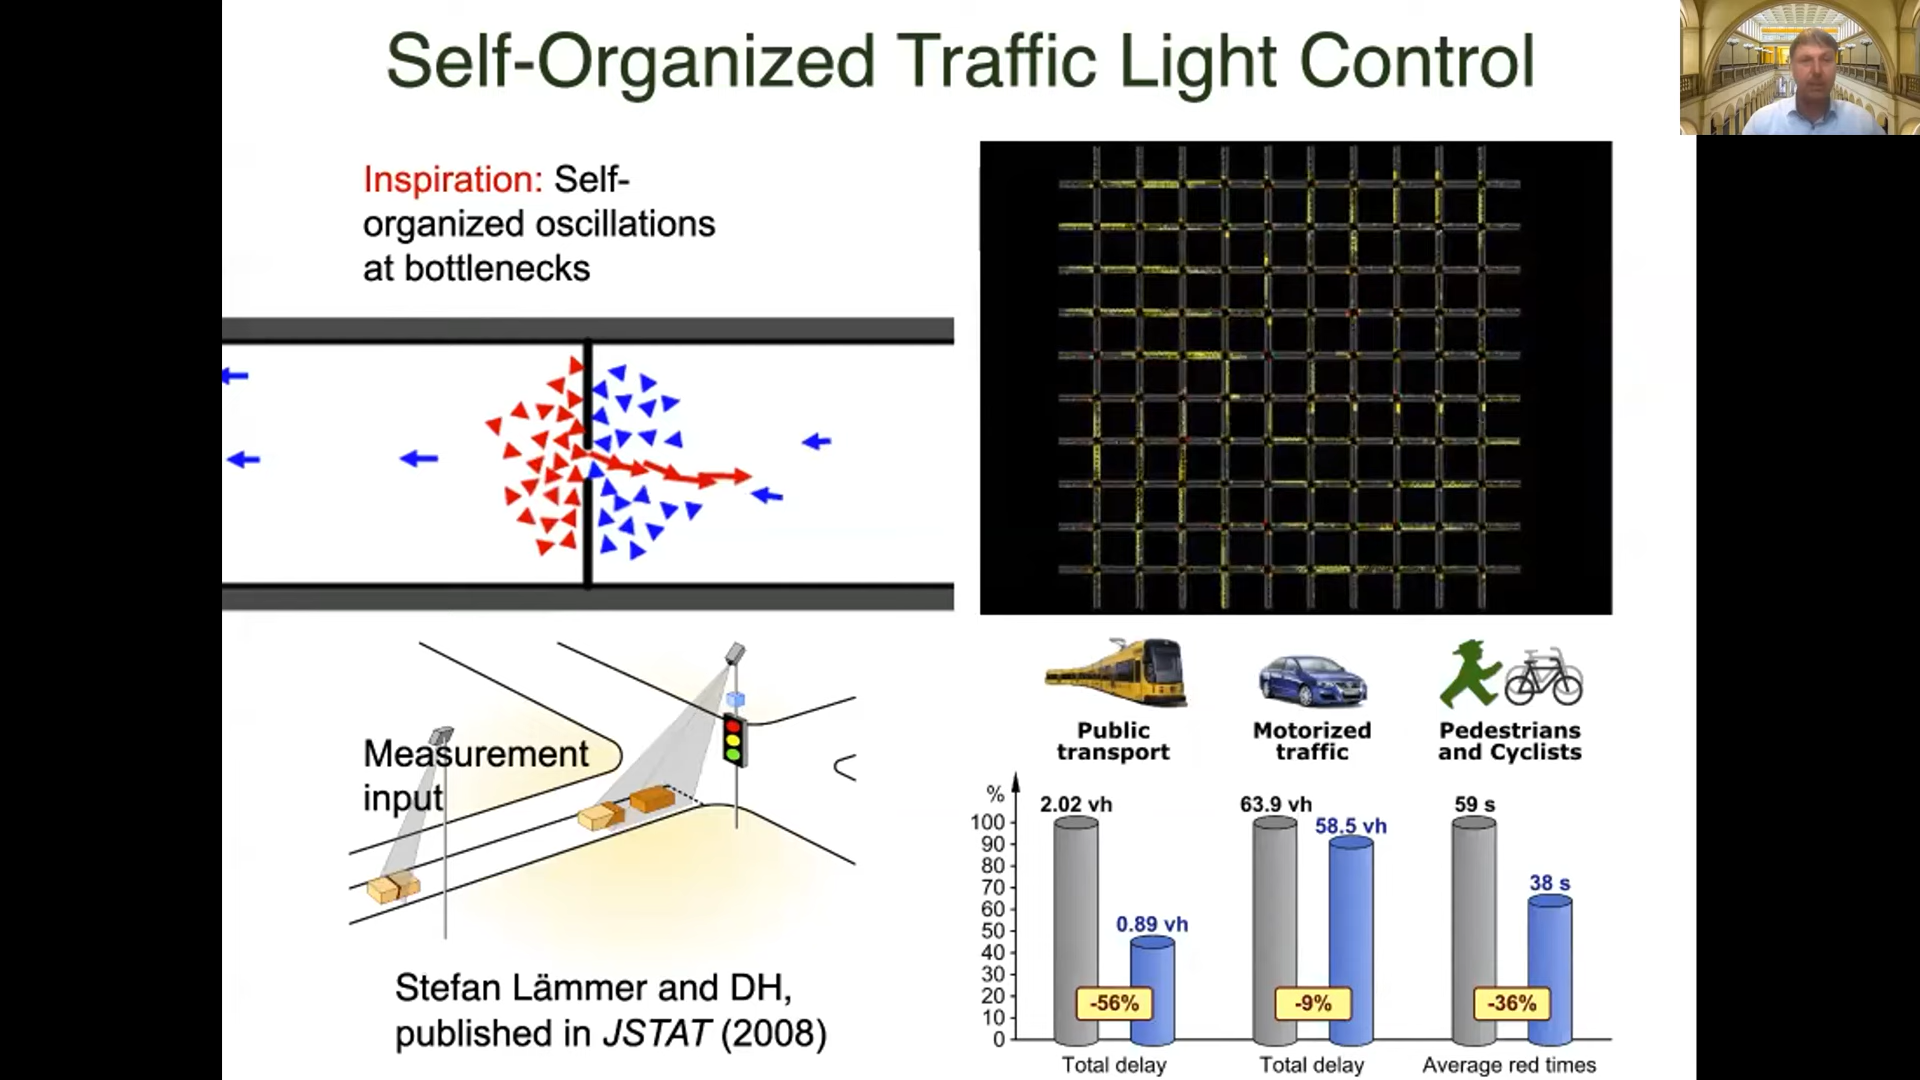 Self-Organized Traffic Light Control
Inspiration: Self-
organized oscillations
at bottlenecks
Measurement
input
Stefan Lämmer and DH,
published in JSTAT (2008)
Public
transport
Motorized
traffic
Pedestrians
and Cyclists
%
100
90
80
70
60
50
40
30
20
10
0
2.02 vh
0.89 vh
-56%
Total delay
63.9 vh
58.5 vh
-9%
Total delay
59 s
38 s
-36%
Average red times